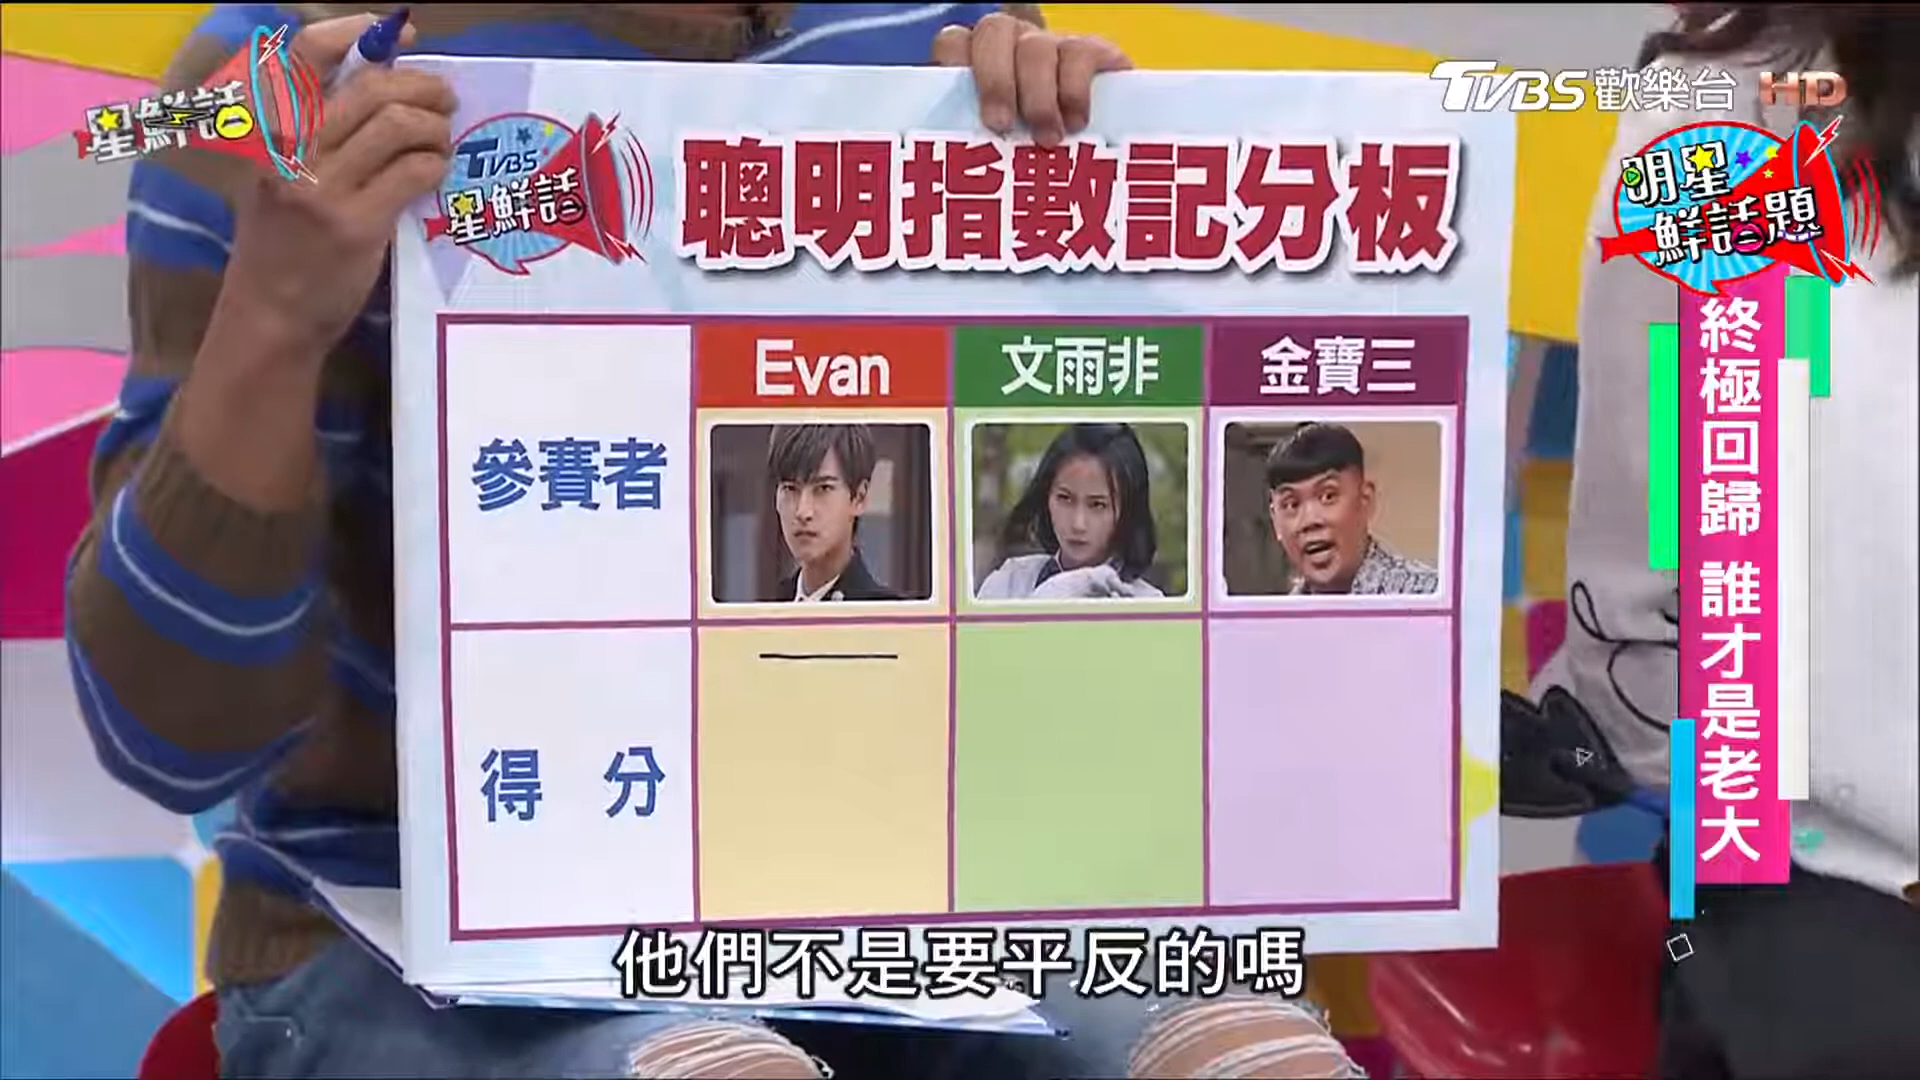 星鮮話
TVBS歡樂台 HD
TVBS
星鮮話
聰明指數記分板
明星
鮮話題
終極回歸 誰才是老大
Evan 文雨非 金寶三
參賽者
得 分
他們不是要平反的嗎